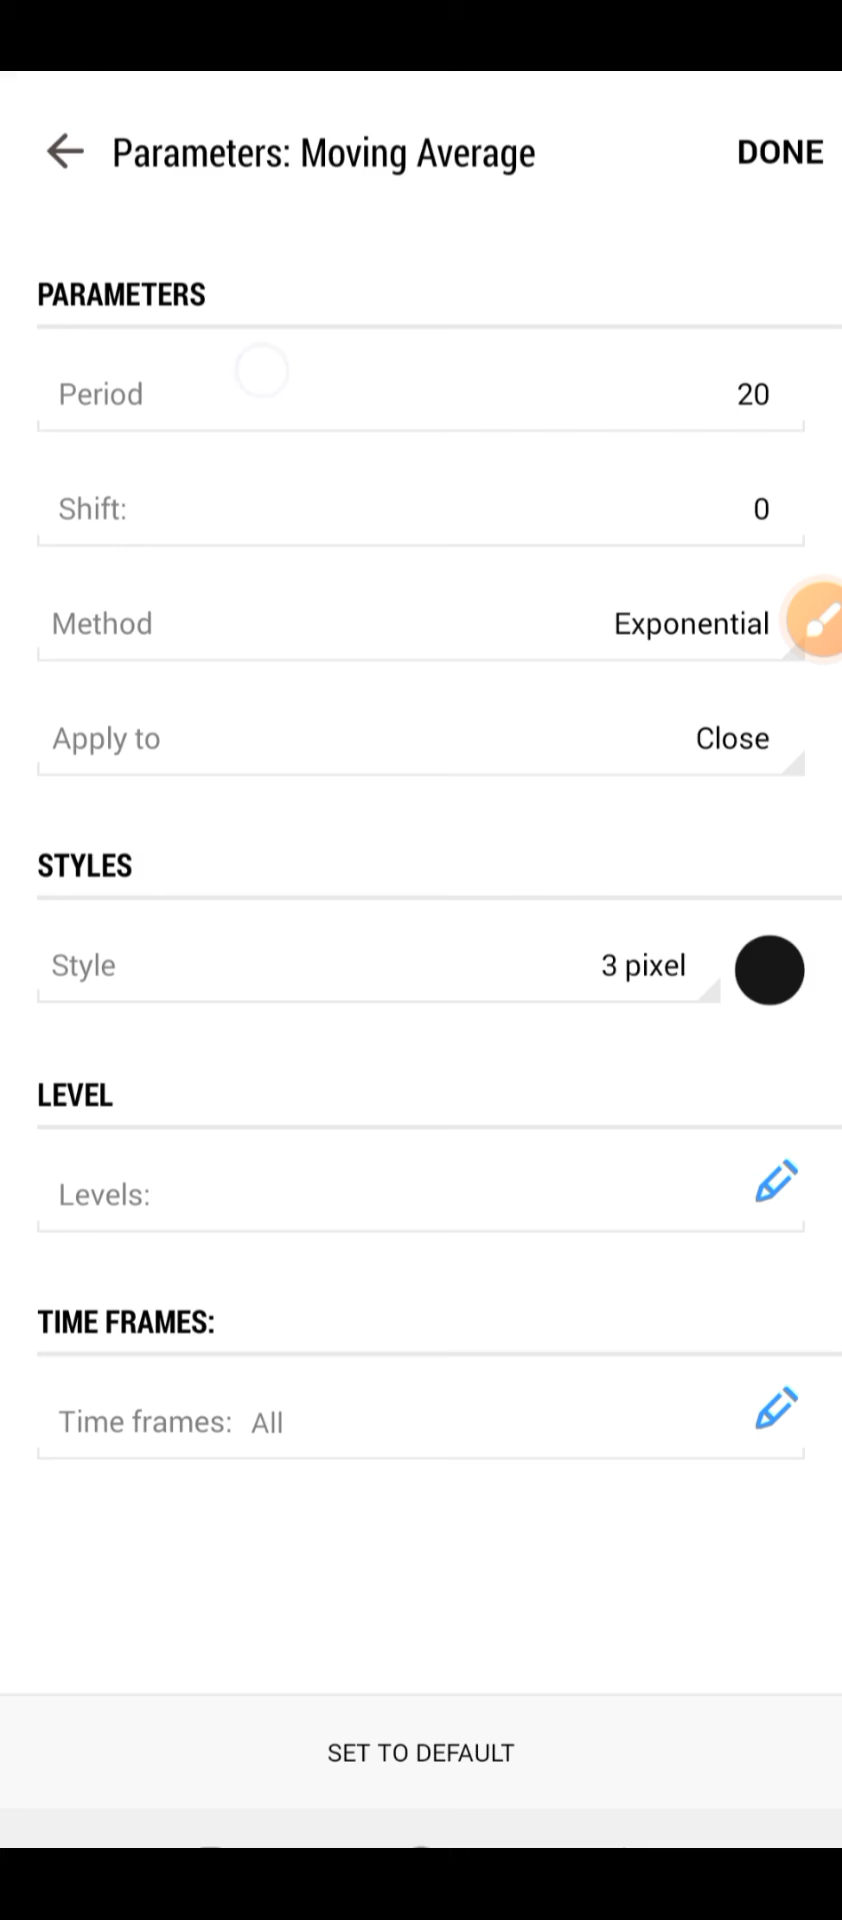 Parameters: Moving Average DONE
PARAMETERS
Period 20
Shift: 0
Method Exponential
Apply to Close
STYLES
Style 3 pixel
LEVEL
Levels:
TIME FRAMES:
Time frames: All
SET TO DEFAULT